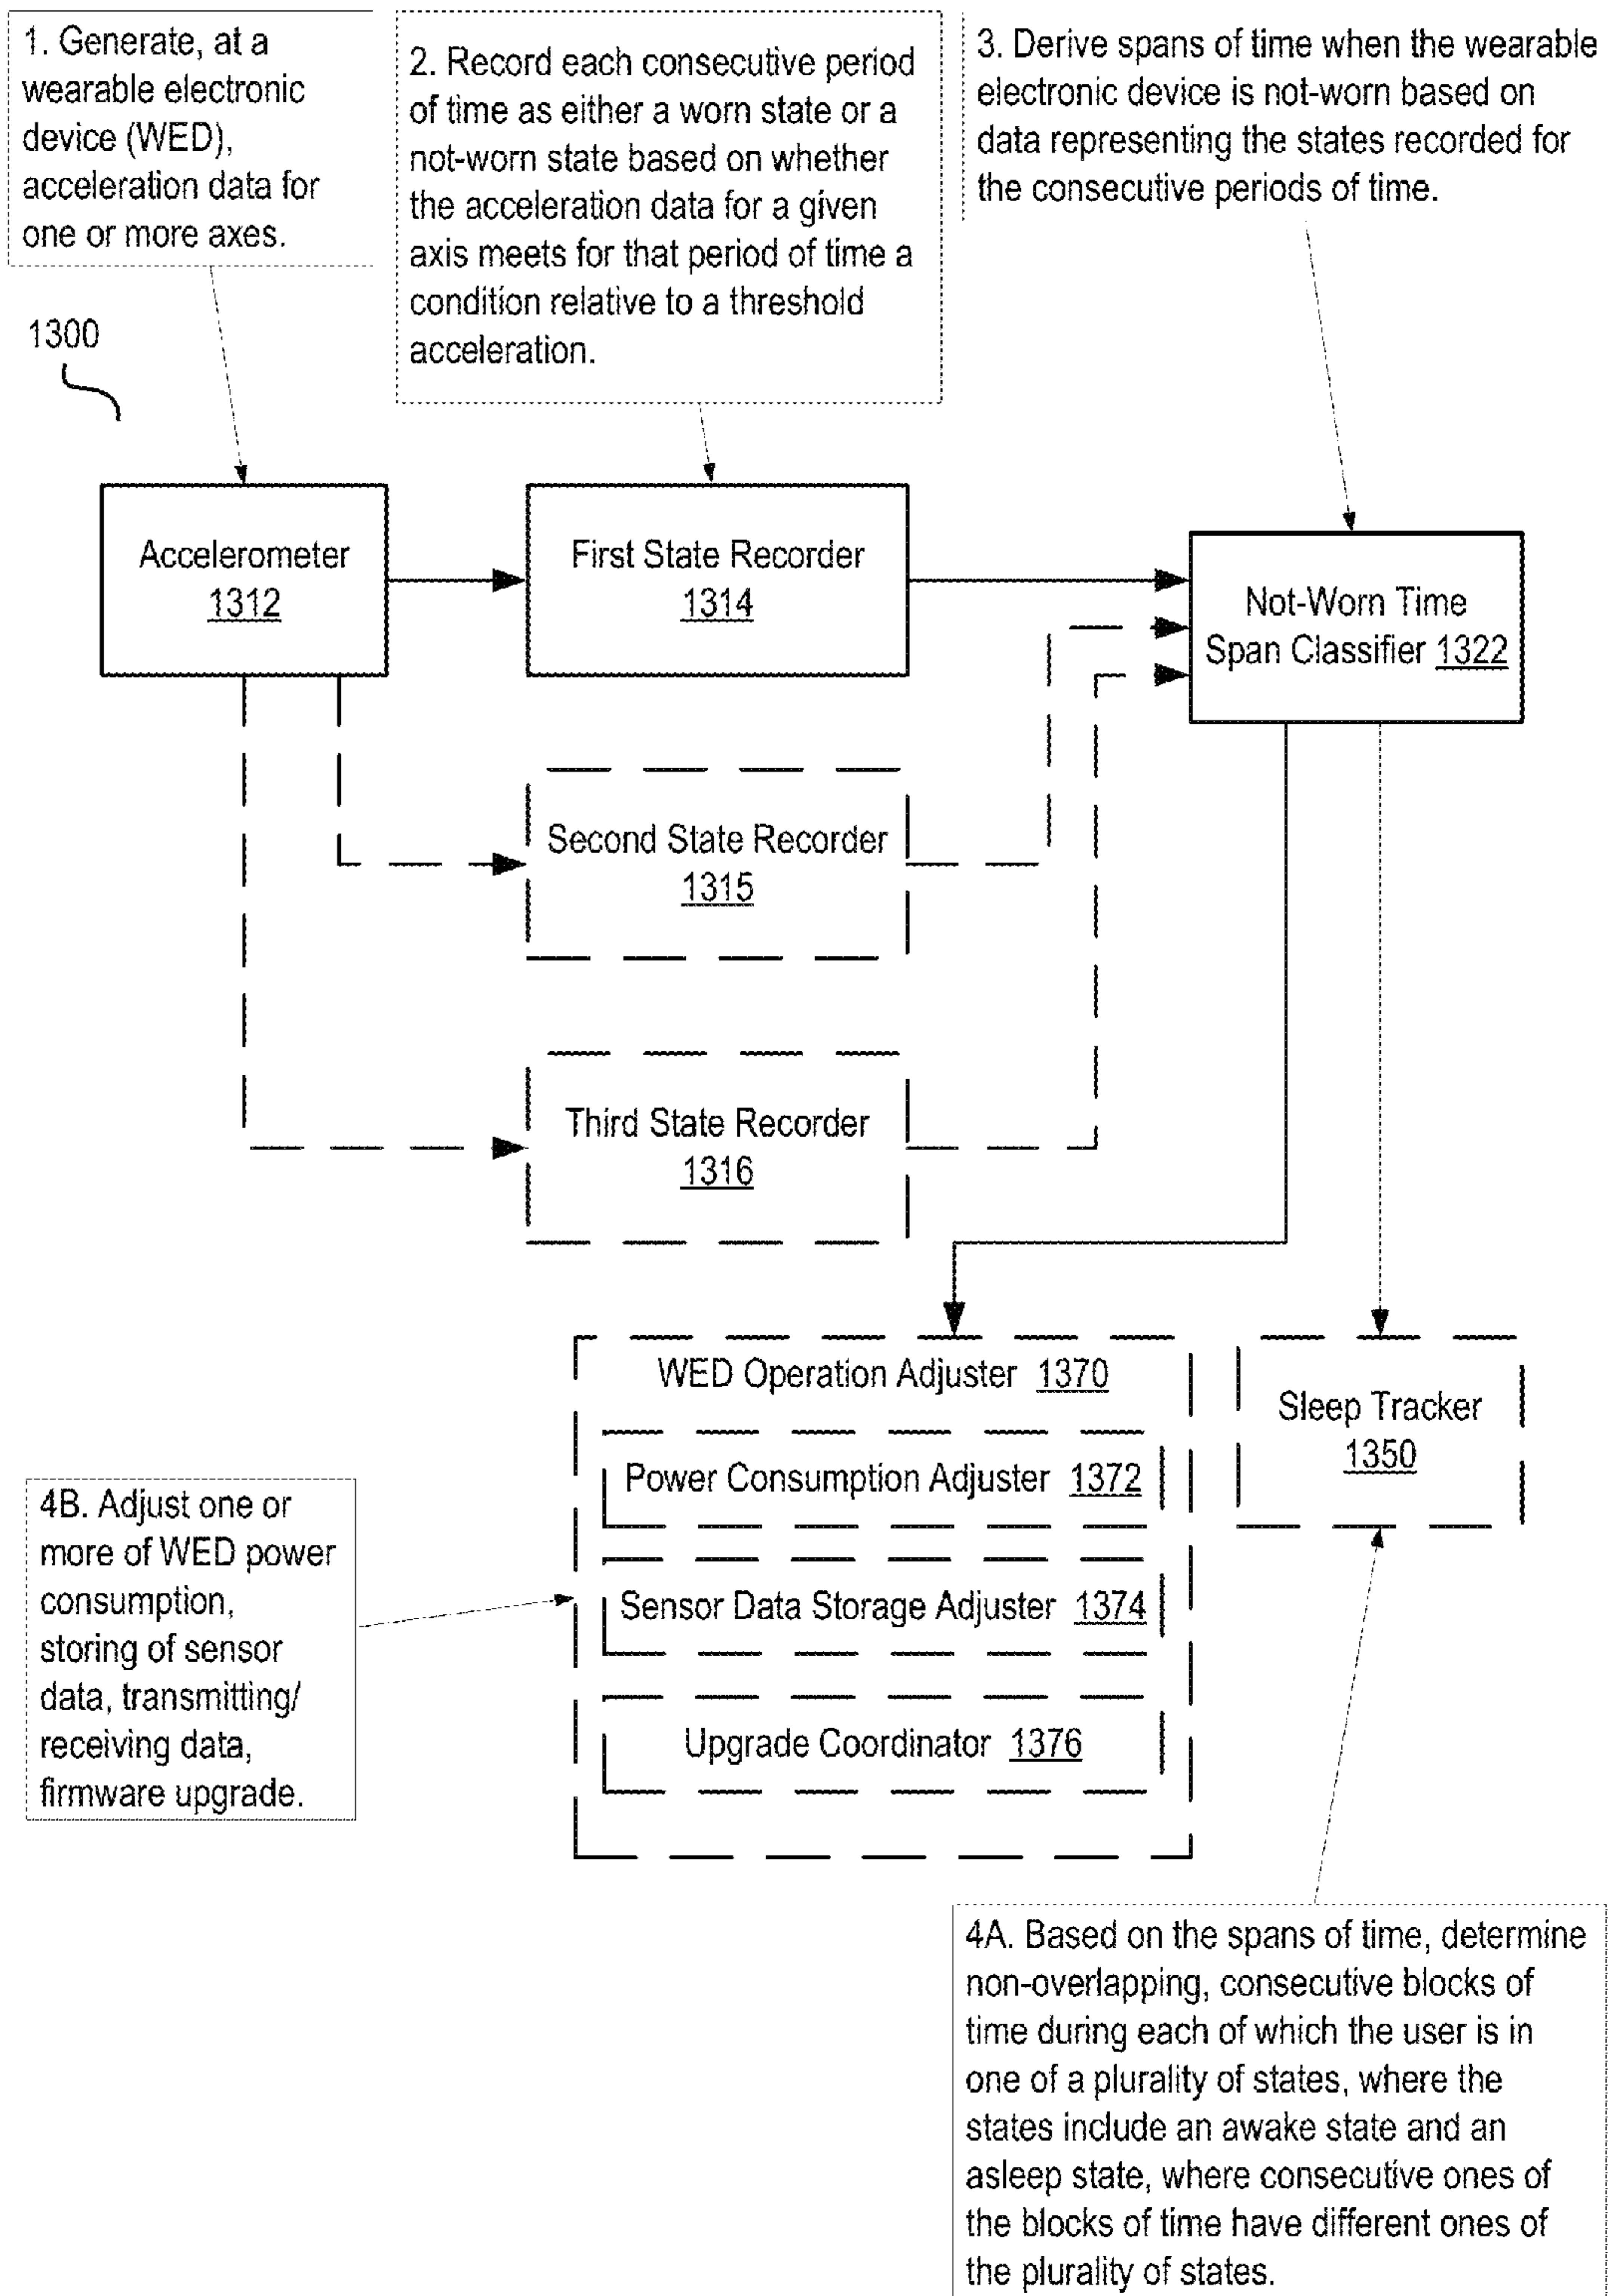 1. Generate, at a
wearable electronic
device (WED),
acceleration data for
one or more axes.
2. Record each consecutive period
of time as either a worn state or a
not-worn state based on whether
the acceleration data for a given
axis meets for that period of time a
condition relative to a threshold
acceleration.
3. Derive spans of time when the wearable
electronic device is not-worn based on
data representing the states recorded for
the consecutive periods of time.
1300
Accelerometer
1312
First State Recorder
1314
Not-Worn Time
Span Classifier 1322
Second State Recorder
1315
Third State Recorder
1316
WED Operation Adjuster 1370
Power Consumption Adjuster 1372
Sensor Data Storage Adjuster 1374
Upgrade Coordinator 1376
Sleep Tracker
1350
4B. Adjust one or
more of WED power
consumption,
storing of sensor
data, transmitting/
receiving data,
firmware upgrade.
4A. Based on the spans of time, determine
non-overlapping, consecutive blocks of
time during each of which the user is in
one of a plurality of states, where the
states include an awake state and an
asleep state, where consecutive ones of
the blocks of time have different ones of
the plurality of states.